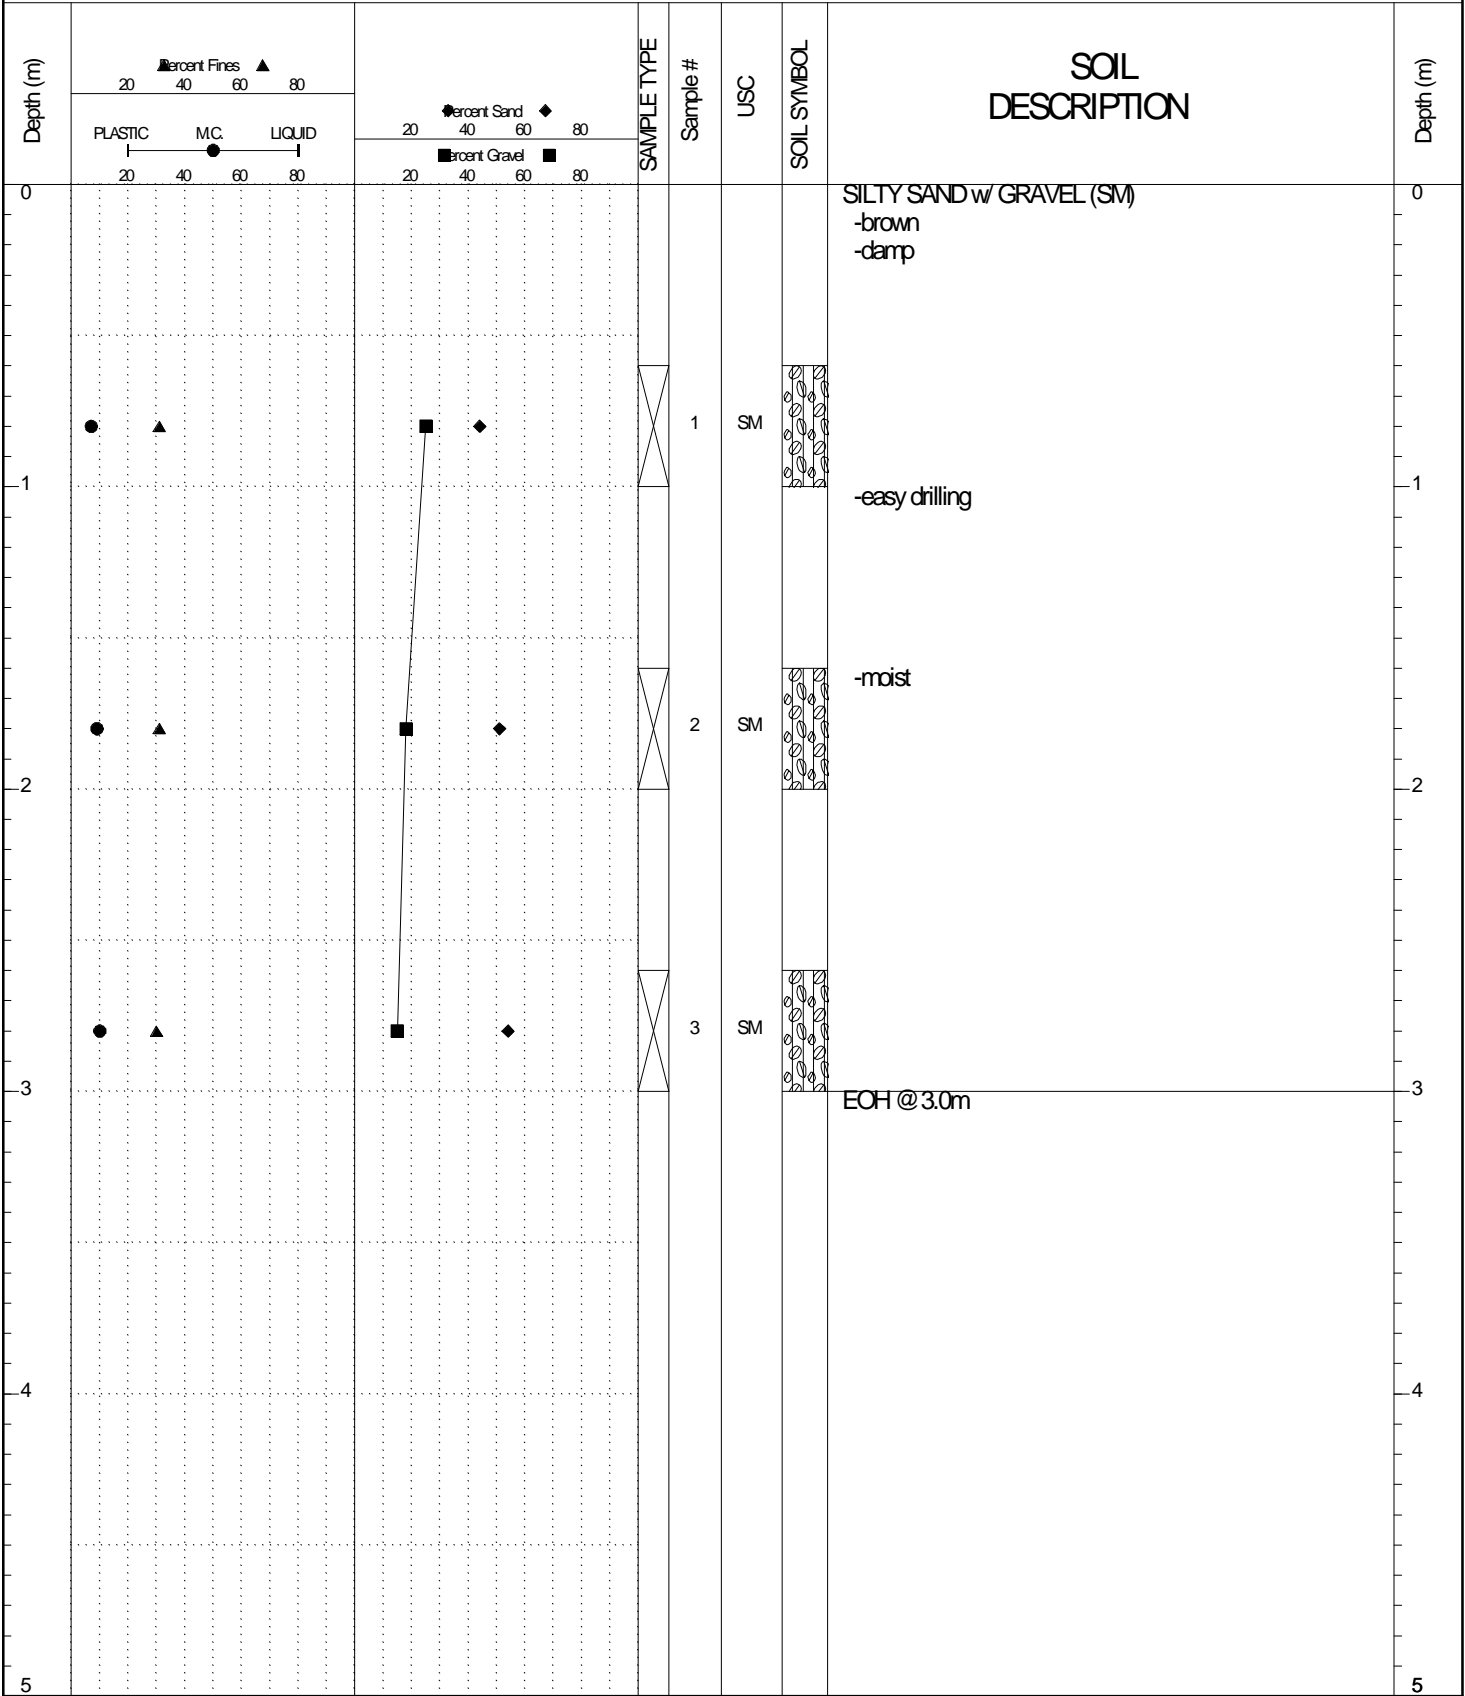 Depth (m)
Percent Fines
20 40 60 80
PLASTIC M.C. LIQUID
20 40 60 80
Percent Sand
20 40 60 80
Percent Gravel
20 40 60 80
SAMPLE TYPE
Sample #
USC
SOIL SYMBOL
SOIL
DESCRIPTION
Depth (m)
0 SILTY SAND w/ GRAVEL (SM) 0
-brown
-damp
1 SM
1 -easy drilling 1
-moist
2 SM
2 2
3 SM
3 EOH @ 3.0m 3
4 4
5 5